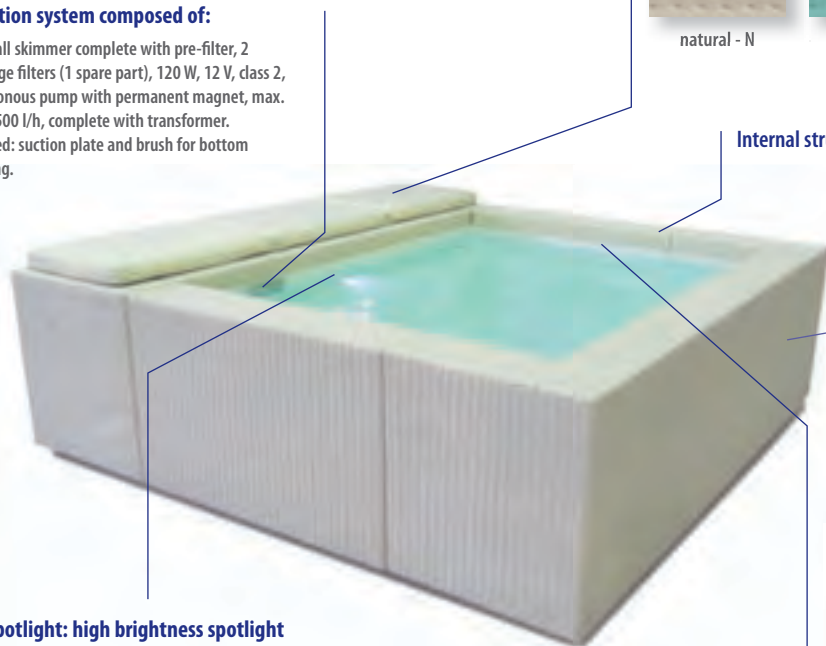 tion system composed of:
all skimmer complete with pre-filter, 2
ge filters (1 spare part), 120 W, 12 V, class 2,
onous pump with permanent magnet, max.
500 l/h, complete with transformer.
ed: suction plate and brush for bottom
ng.
natural - N
Internal str
potlight: high brightness spotlight